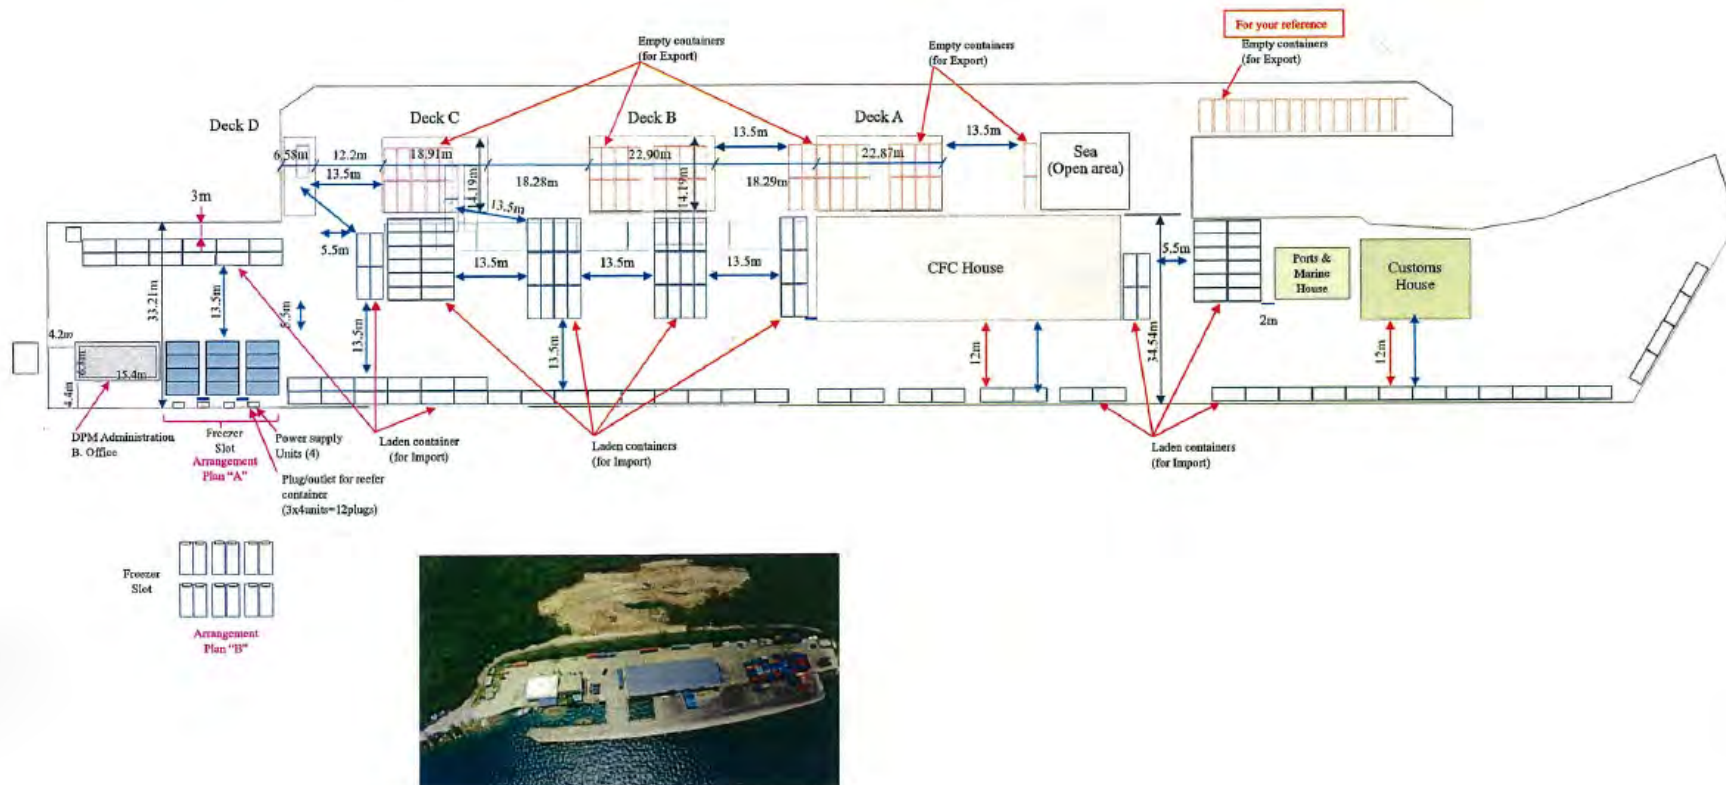 For your reference
Empty containers
(for Export)
Empty containers
(for Export)
Empty containers
(for Export)
Deck D
Deck C
Deck B
Deck A
13.5m
13.5m
6.58m
12.2m
18.91m
22.90m
22.87m
Sea
(Open area)
13.5m
14.19m
18.28m
14.19m
18.29m
3m
13.5m
5.5m
13.5m
13.5m
13.5m
CFC House
5.5m
Ports &
Marine
House
Customs
House
33.21m
13.5m
5.5m
13.5m
13.5m
34.54m
2m
4.2m
6.3m
15.4m
4.4m
12m
12m
DPM Administration
B. Office
Freezer
Slot
Arrangement
Plan "A"
Power supply
Units (4)
Plug/outlet for reefer
container
(3x4units=12plugs)
Laden container
(for Import)
Laden containers
(for Import)
Laden containers
(for Import)
Freezer
Slot
Arrangement
Plan "B"